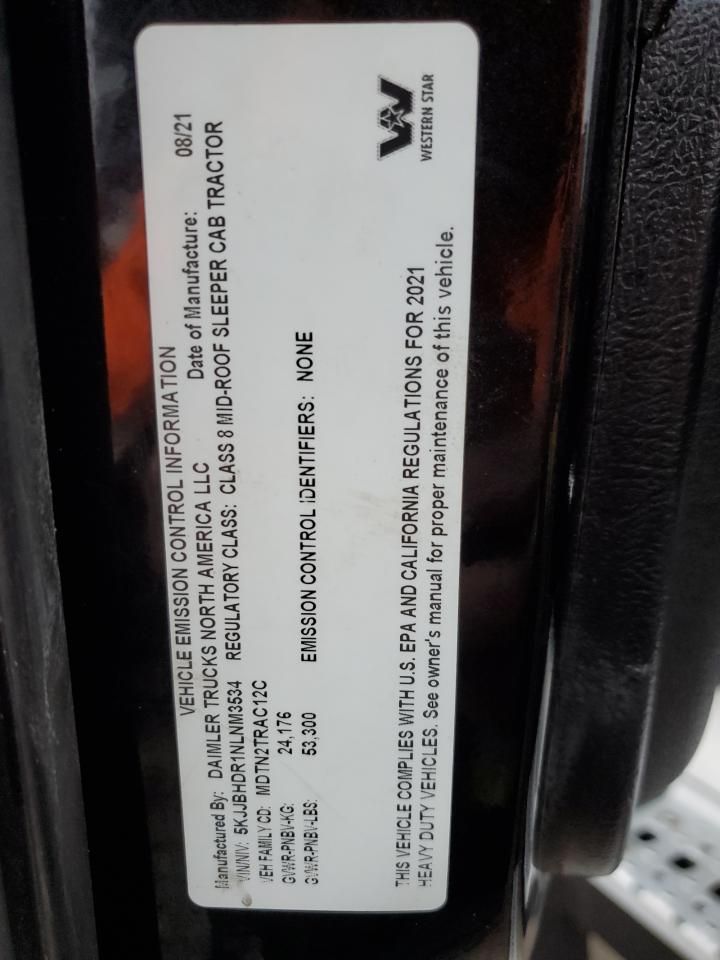 VEHICLE EMISSION CONTROL INFORMATION
Manufactured By: DAIMLER TRUCKS NORTH AMERICA LLC Date of Manufacture: 08/21
VIN/NIV: 5KJJBHDR1NLNM3534 REGULATORY CLASS: CLASS 8 MID-ROOF SLEEPER CAB TRACTOR
VEH FAMILY CD: MDTN2TRAC12C
GVWR-PNBV-KG: 24,176
GVWR-PNBV-LBS: 53,300 EMISSION CONTROL IDENTIFIERS: NONE
THIS VEHICLE COMPLIES WITH U.S. EPA AND CALIFORNIA REGULATIONS FOR 2021
HEAVY DUTY VEHICLES. See owner's manual for proper maintenance of this vehicle.
WESTERN STAR